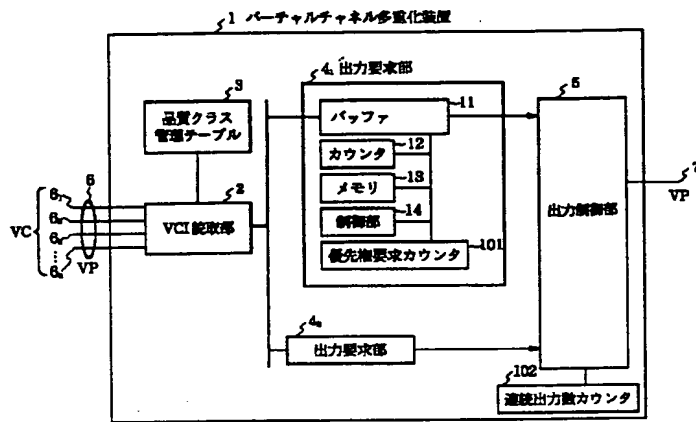 1 バーチャルチャネル多重化装置
4₁ 出力要求部
3
品質クラス
管理テーブル
11
バッファ
12
カウンタ
13
メモリ
14
制御部
101
優先権要求カウンタ
5
出力制御部
7
VP
2
VCI読取部
6
6₁
VC
VP
4ₙ
出力要求部
102
連続出力数カウンタ